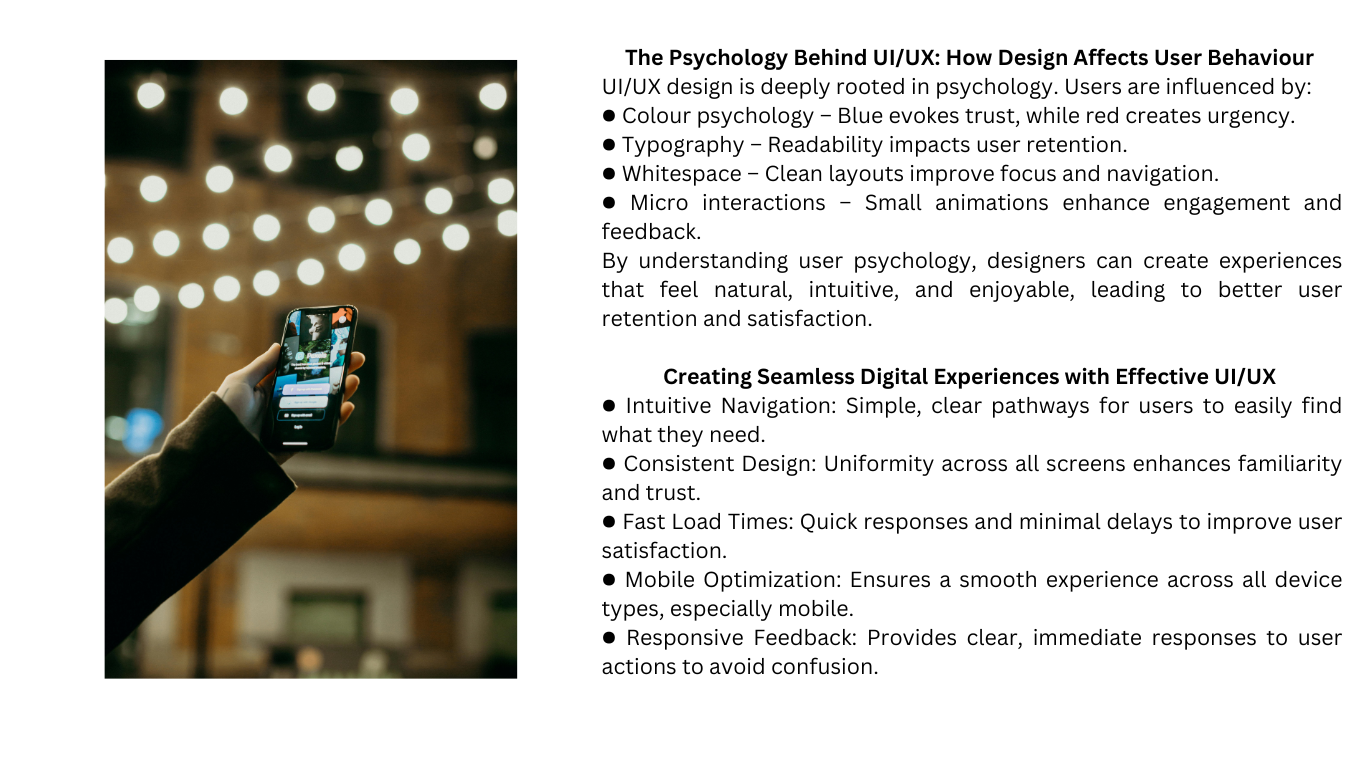 The Psychology Behind UI/UX: How Design Affects User Behaviour
UI/UX design is deeply rooted in psychology. Users are influenced by:
● Colour psychology – Blue evokes trust, while red creates urgency.
● Typography – Readability impacts user retention.
● Whitespace – Clean layouts improve focus and navigation.
● Micro interactions – Small animations enhance engagement and
feedback.
By understanding user psychology, designers can create experiences
that feel natural, intuitive, and enjoyable, leading to better user
retention and satisfaction.
Creating Seamless Digital Experiences with Effective UI/UX
● Intuitive Navigation: Simple, clear pathways for users to easily find
what they need.
● Consistent Design: Uniformity across all screens enhances familiarity
and trust.
● Fast Load Times: Quick responses and minimal delays to improve user
satisfaction.
● Mobile Optimization: Ensures a smooth experience across all device
types, especially mobile.
● Responsive Feedback: Provides clear, immediate responses to user
actions to avoid confusion.